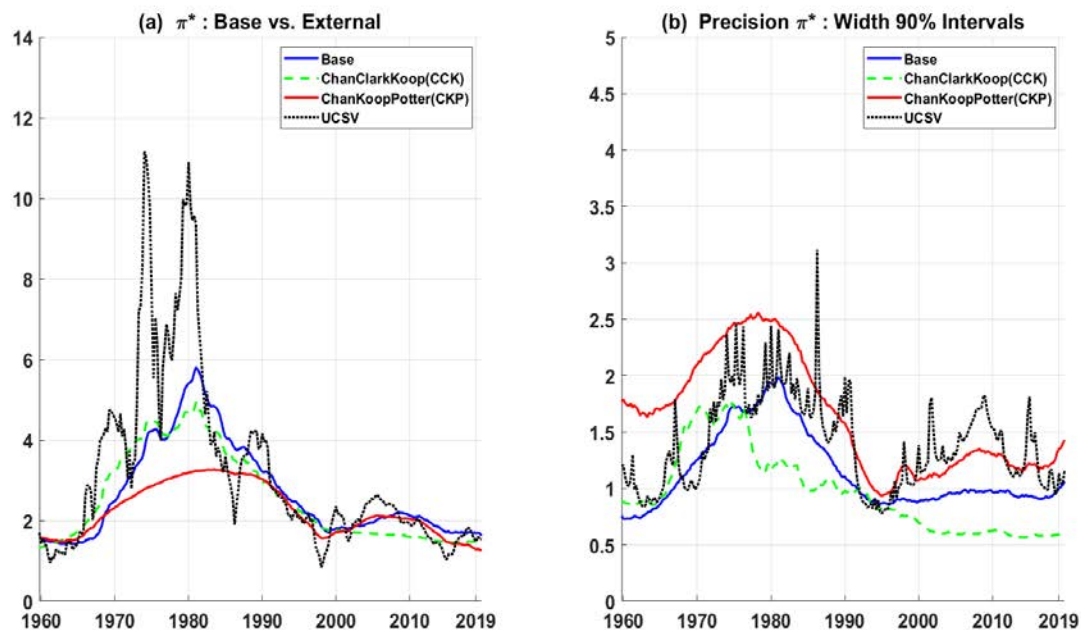 (a) π* : Base vs. External
14
12
10
8
6
4
2
0
1960 1970 1980 1990 2000 2010 2019
Base
ChanClarkKoop(CCK)
ChanKoopPotter(CKP)
UCSV
(b) Precision π* : Width 90% Intervals
5
4.5
4
3.5
3
2.5
2
1.5
1
0.5
0
1960 1970 1980 1990 2000 2010 2019
Base
ChanClarkKoop(CCK)
ChanKoopPotter(CKP)
UCSV